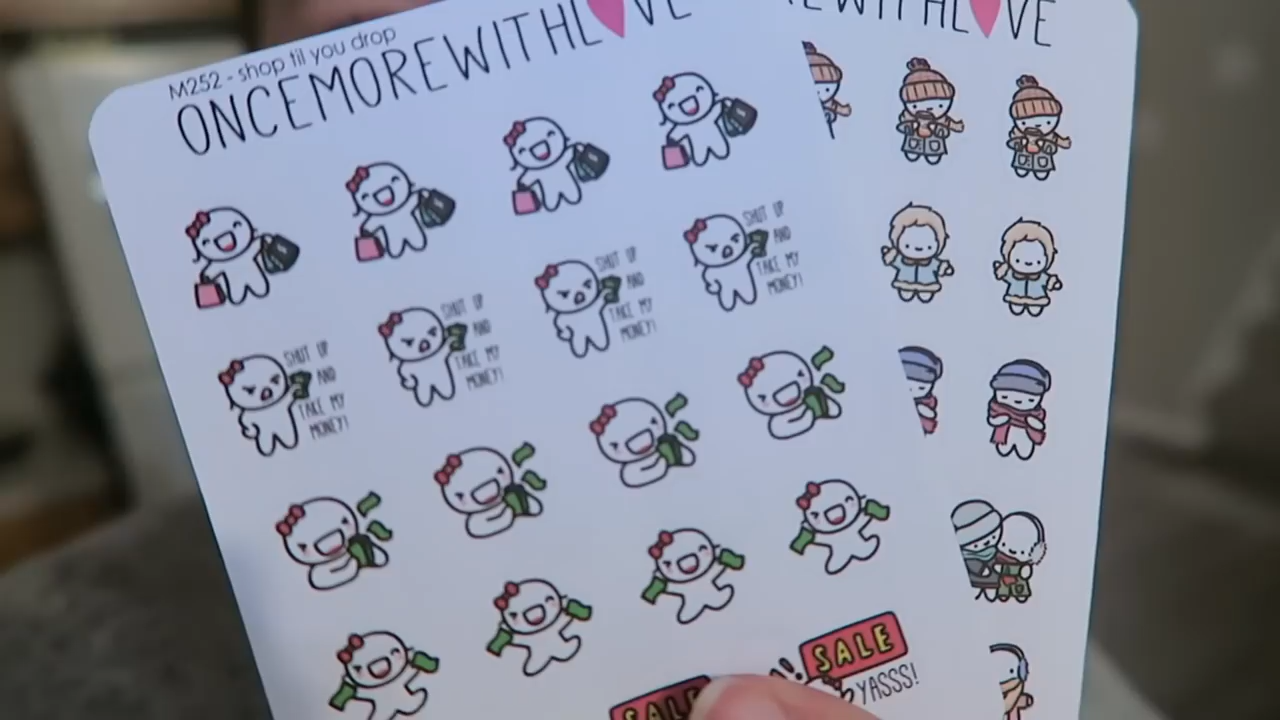 M252 - shop til you drop
ONCEMOREWITHLOVE
EWITHLOVE
SHUT UP
AND
TAKE MY
MONEY!
SHUT UP
AND
TAKE MY
MONEY!
SHUT UP
AND
TAKE MY
MONEY!
SHUT UP
AND
TAKE MY
MONEY!
SALE
YASSS!
SALE